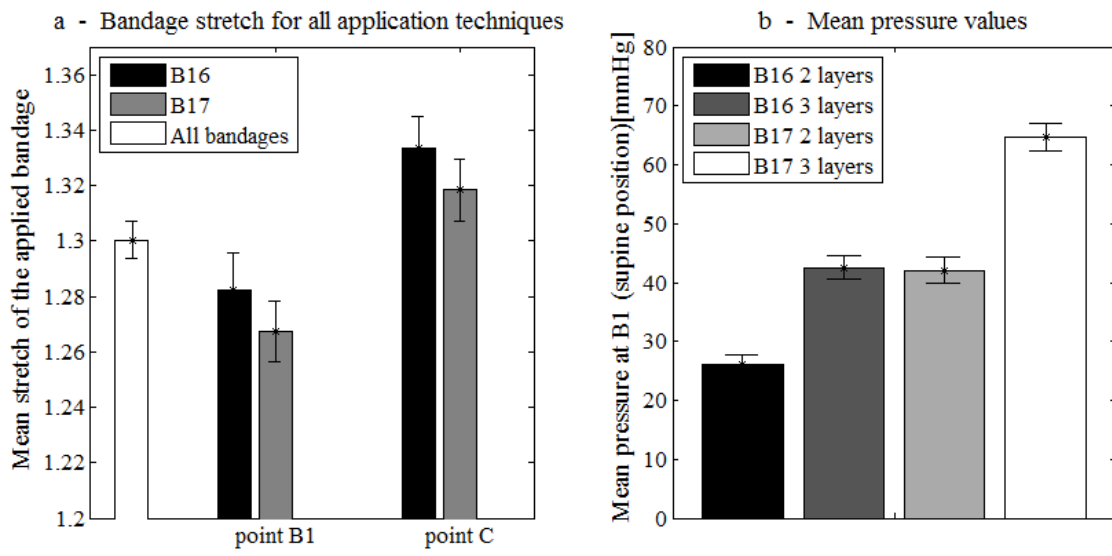 a - Bandage stretch for all application techniques
Mean stretch of the applied bandage
1.36
1.34
1.32
1.3
1.28
1.26
1.24
1.22
1.2
B16
B17
All bandages
point B1
point C
b - Mean pressure values
Mean pressure at B1 (supine position)[mmHg]
80
70
60
50
40
30
20
10
0
B16 2 layers
B16 3 layers
B17 2 layers
B17 3 layers